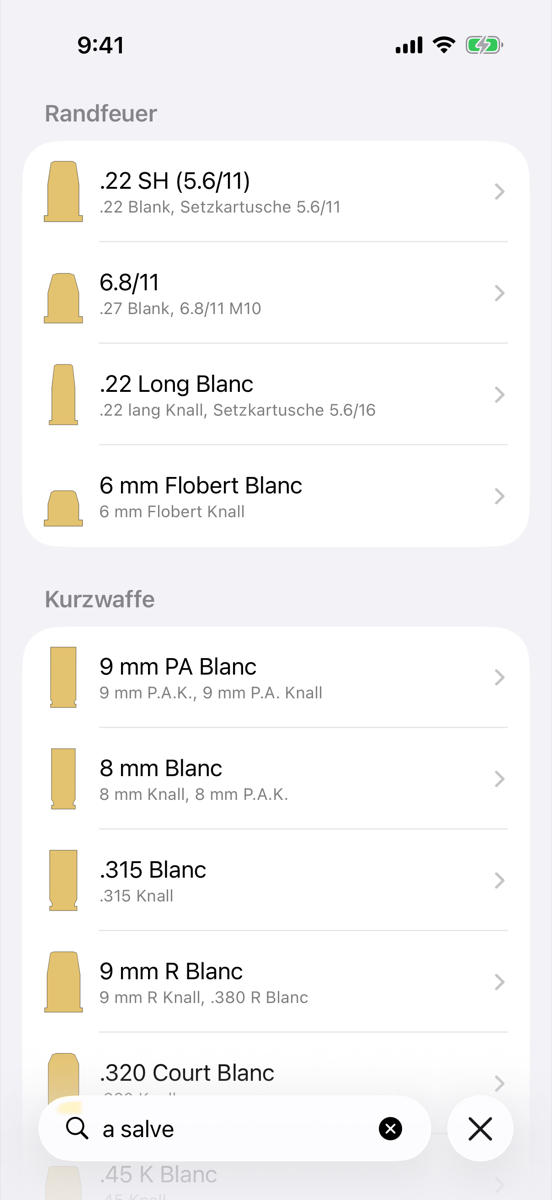 9:41
Randfeuer
.22 SH (5.6/11)
.22 Blank, Setzkartusche 5.6/11
6.8/11
.27 Blank, 6.8/11 M10
.22 Long Blanc
.22 lang Knall, Setzkartusche 5.6/16
6 mm Flobert Blanc
6 mm Flobert Knall
Kurzwaffe
9 mm PA Blanc
9 mm P.A.K., 9 mm P.A. Knall
8 mm Blanc
8 mm Knall, 8 mm P.A.K.
.315 Blanc
.315 Knall
9 mm R Blanc
9 mm R Knall, .380 R Blanc
.320 Court Blanc
a salve
.45 K Blanc